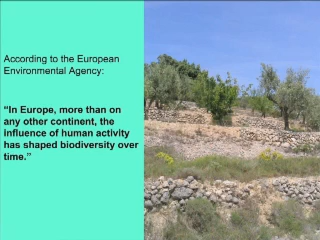 According to the European
Environmental Agency:
“In Europe, more than on
any other continent, the
influence of human activity
has shaped biodiversity over
time.”